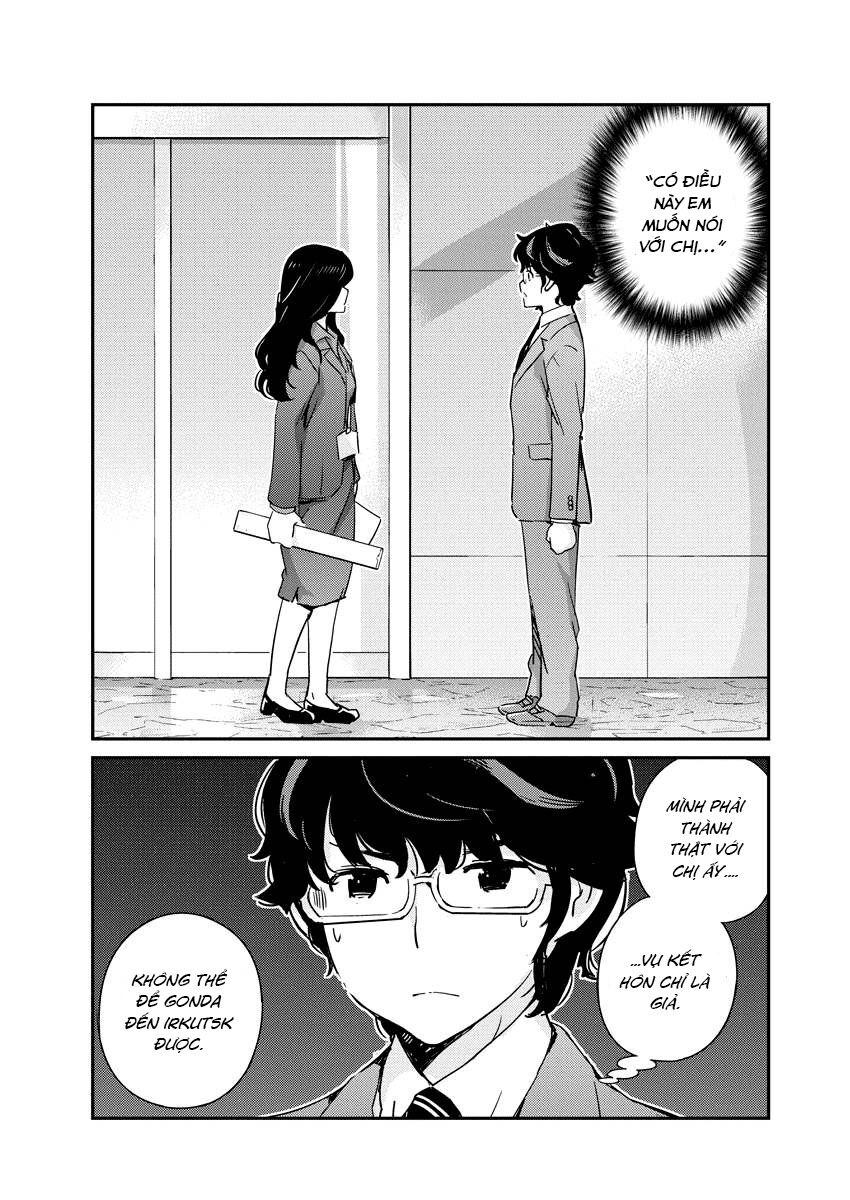 “CÓ ĐIỀU
NÀY EM
MUỐN NÓI
VỚI CHỊ...“
MÌNH PHẢI
THÀNH
THẬT VỚI
CHỊ ẤY....
...VỤ KẾT
HÔN CHỈ LÀ
GIẢ.
KHÔNG THỂ
ĐỂ GONDA
ĐẾN IRKUTSK
ĐƯỢC.